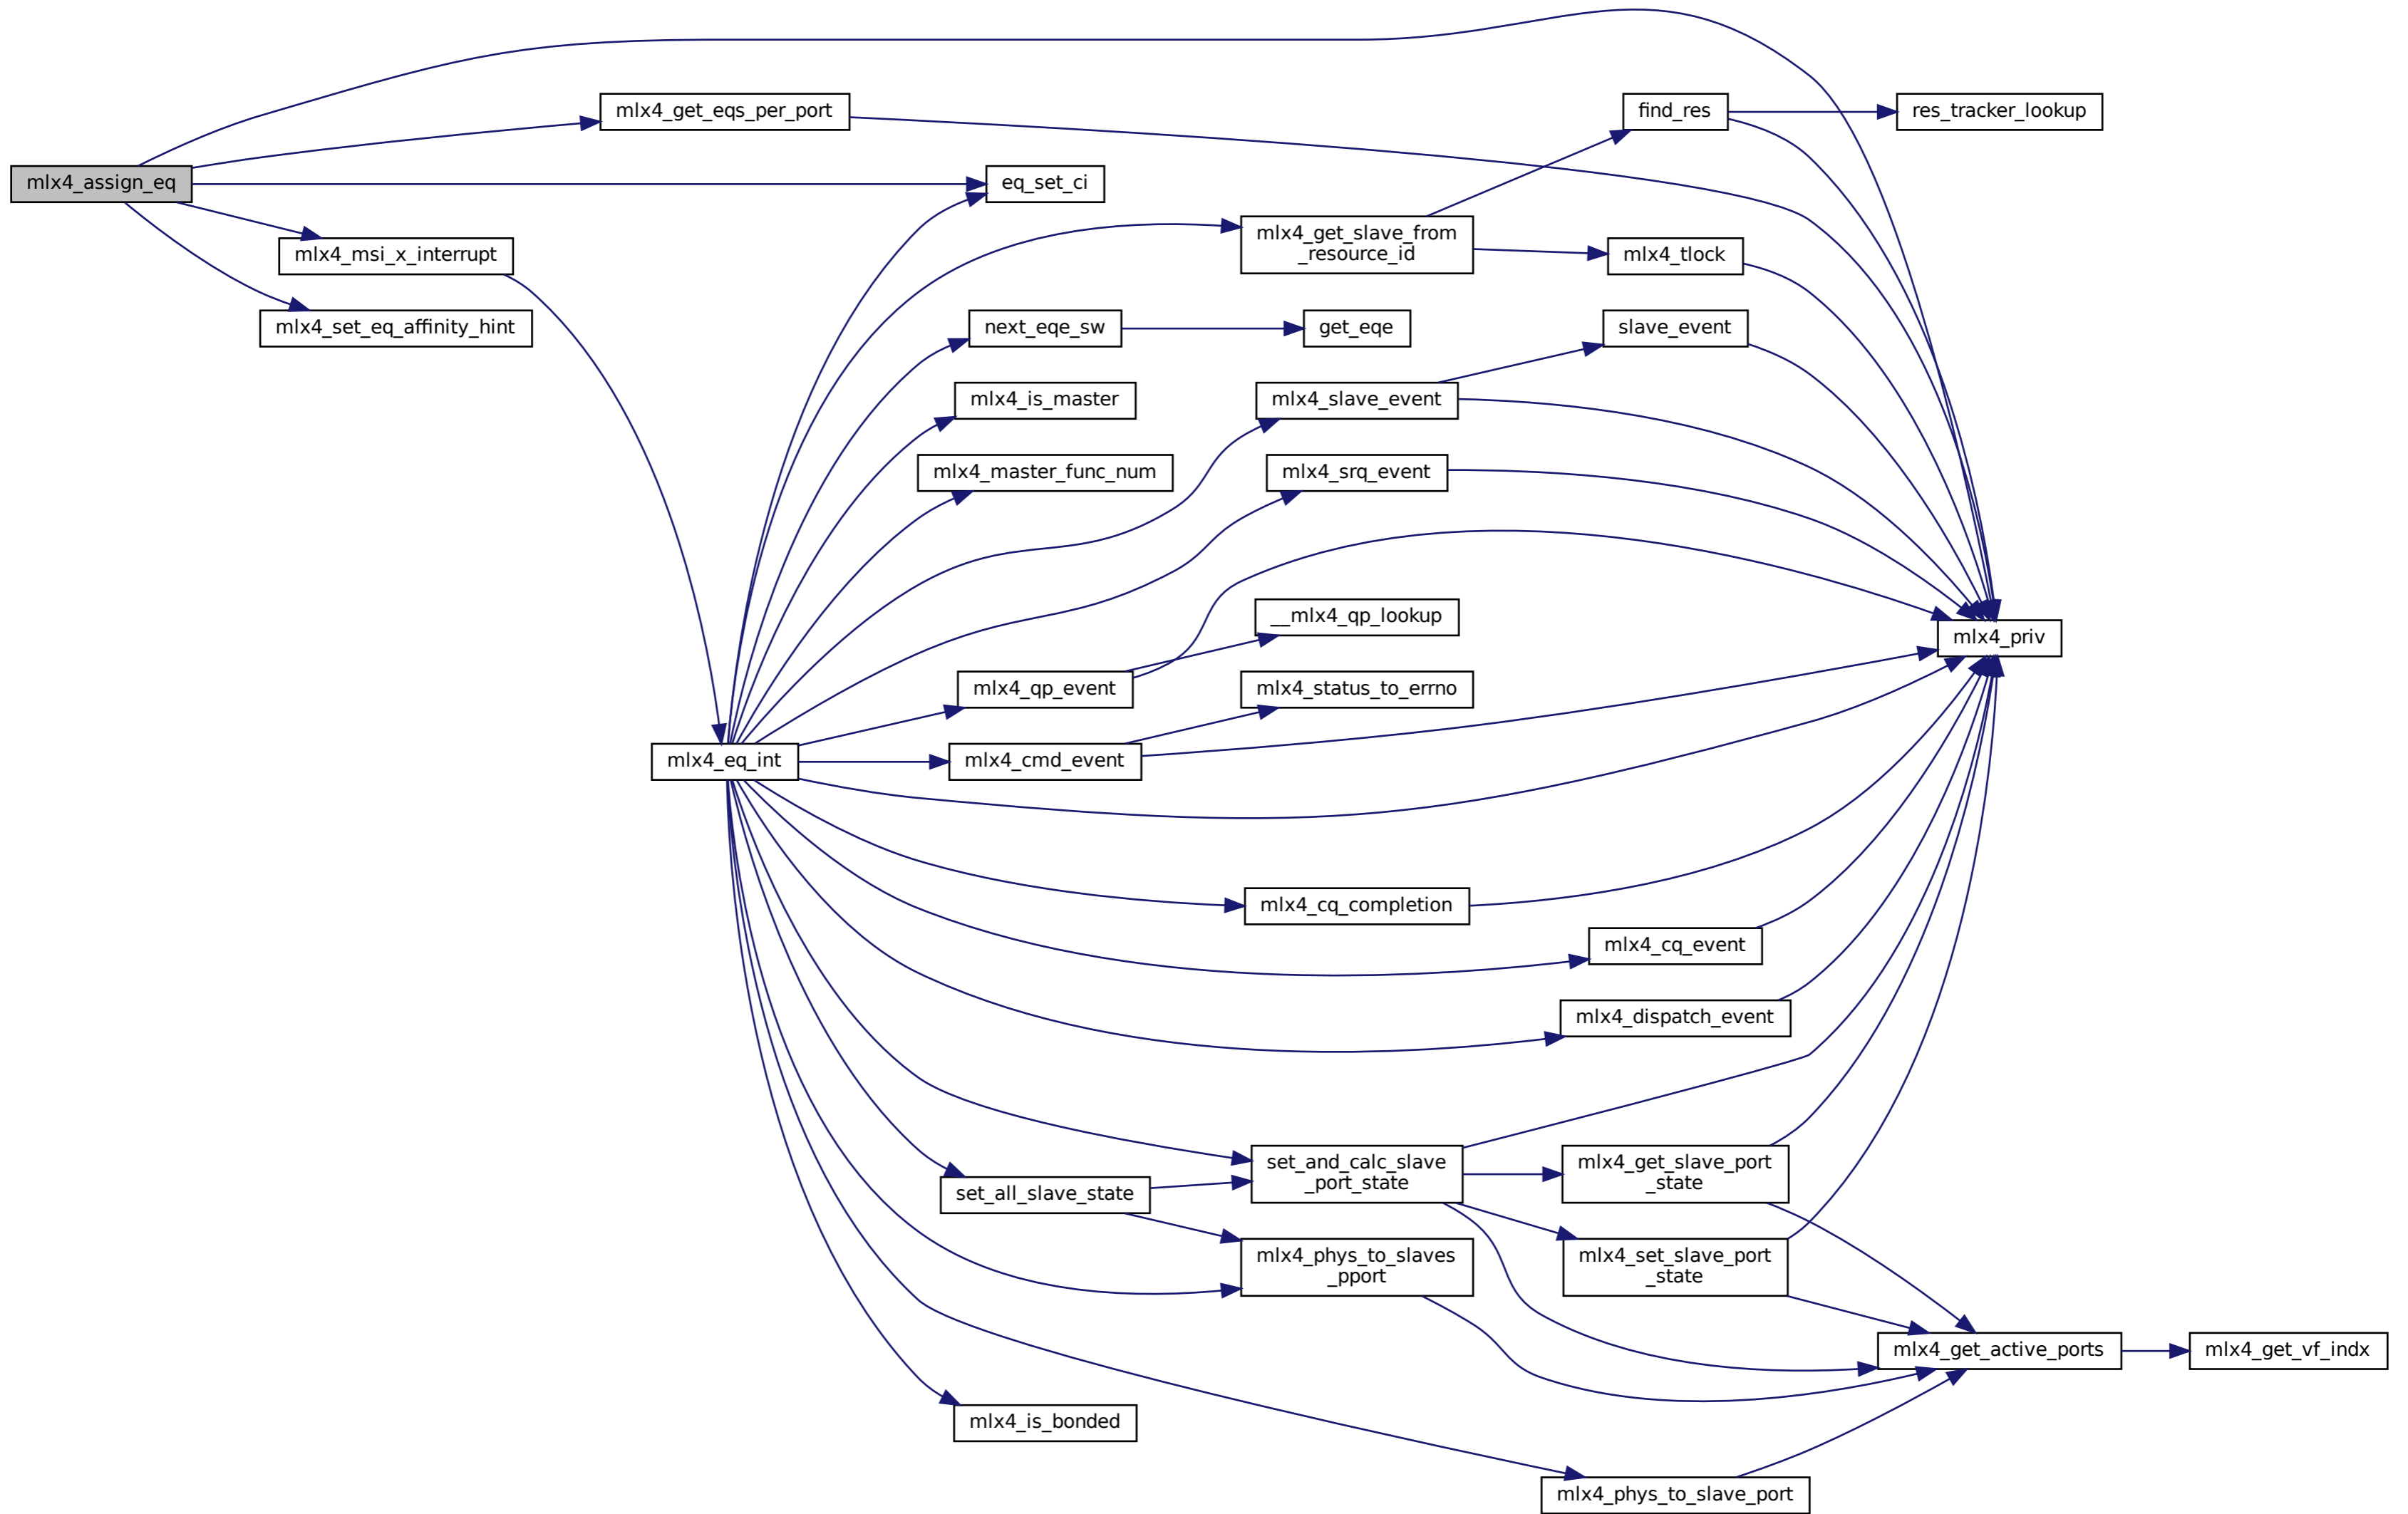 mlx4_get_eqs_per_port
find_res
res_tracker_lookup
mlx4_assign_eq
eq_set_ci
mlx4_get_slave_from
_resource_id
mlx4_msi_x_interrupt
mlx4_tlock
mlx4_set_eq_affinity_hint
next_eqe_sw
get_eqe
slave_event
mlx4_is_master
mlx4_slave_event
mlx4_master_func_num
mlx4_srq_event
__mlx4_qp_lookup
mlx4_priv
mlx4_qp_event
mlx4_status_to_errno
mlx4_eq_int
mlx4_cmd_event
mlx4_cq_completion
mlx4_cq_event
mlx4_dispatch_event
set_and_calc_slave
_port_state
mlx4_get_slave_port
_state
set_all_slave_state
mlx4_phys_to_slaves
_pport
mlx4_set_slave_port
_state
mlx4_get_active_ports
mlx4_get_vf_indx
mlx4_is_bonded
mlx4_phys_to_slave_port